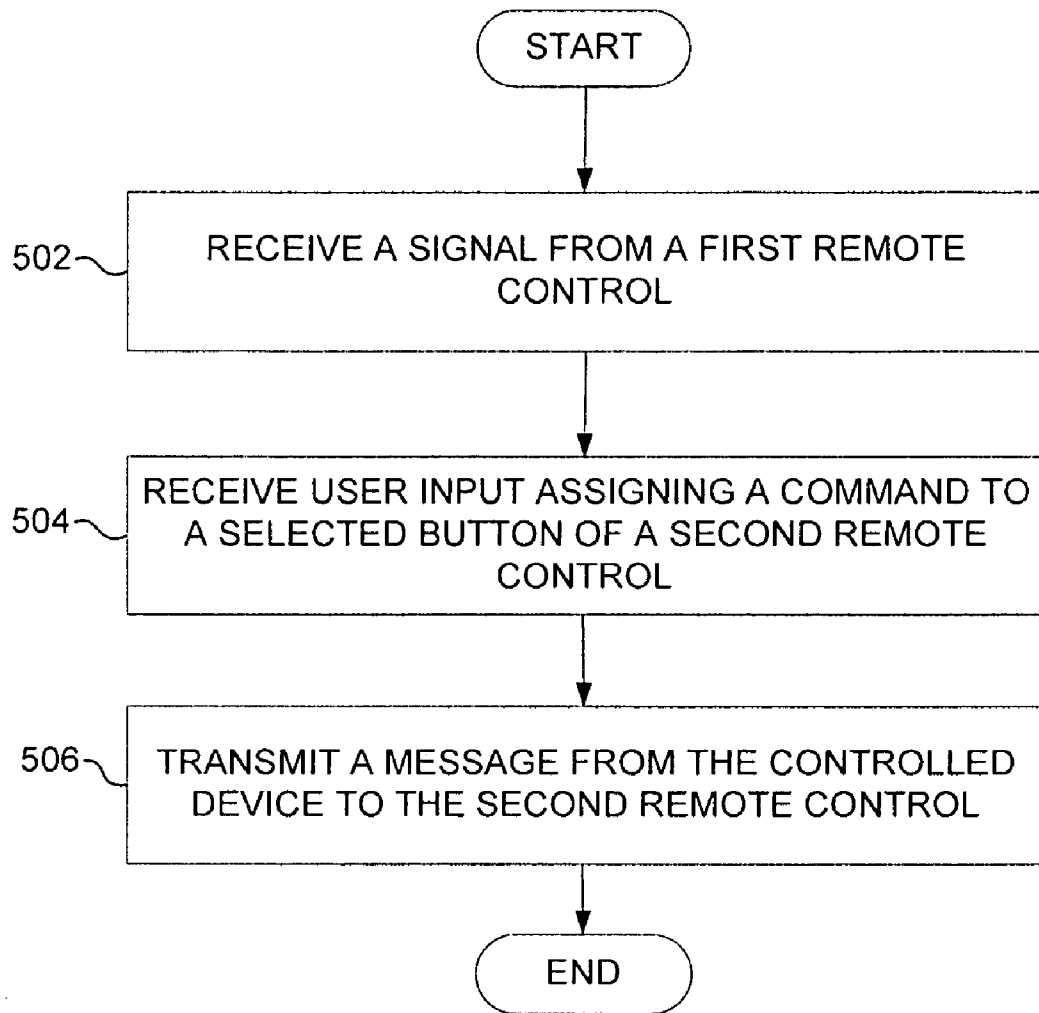 START
502
RECEIVE A SIGNAL FROM A FIRST REMOTE
CONTROL
504
RECEIVE USER INPUT ASSIGNING A COMMAND TO
A SELECTED BUTTON OF A SECOND REMOTE
CONTROL
506
TRANSMIT A MESSAGE FROM THE CONTROLLED
DEVICE TO THE SECOND REMOTE CONTROL
END